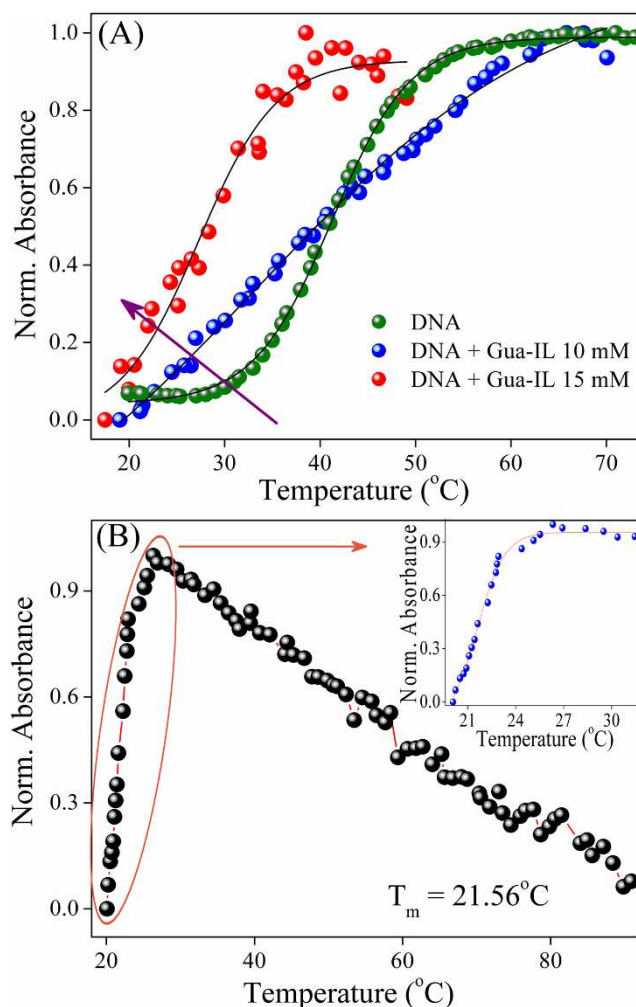 (A)
Norm. Absorbance
1.0
0.8
0.6
0.4
0.2
0.0
DNA
DNA + Gua-IL 10 mM
DNA + Gua-IL 15 mM
20 30 40 50 60 70
Temperature (°C)
(B)
Norm. Absorbance
0.9
0.6
0.3
0.0
Norm. Absorbance
0.9
0.6
0.3
0.0
21 24 27 30
Temperature (°C)
Tm = 21.56°C
20 40 60 80
Temperature (°C)